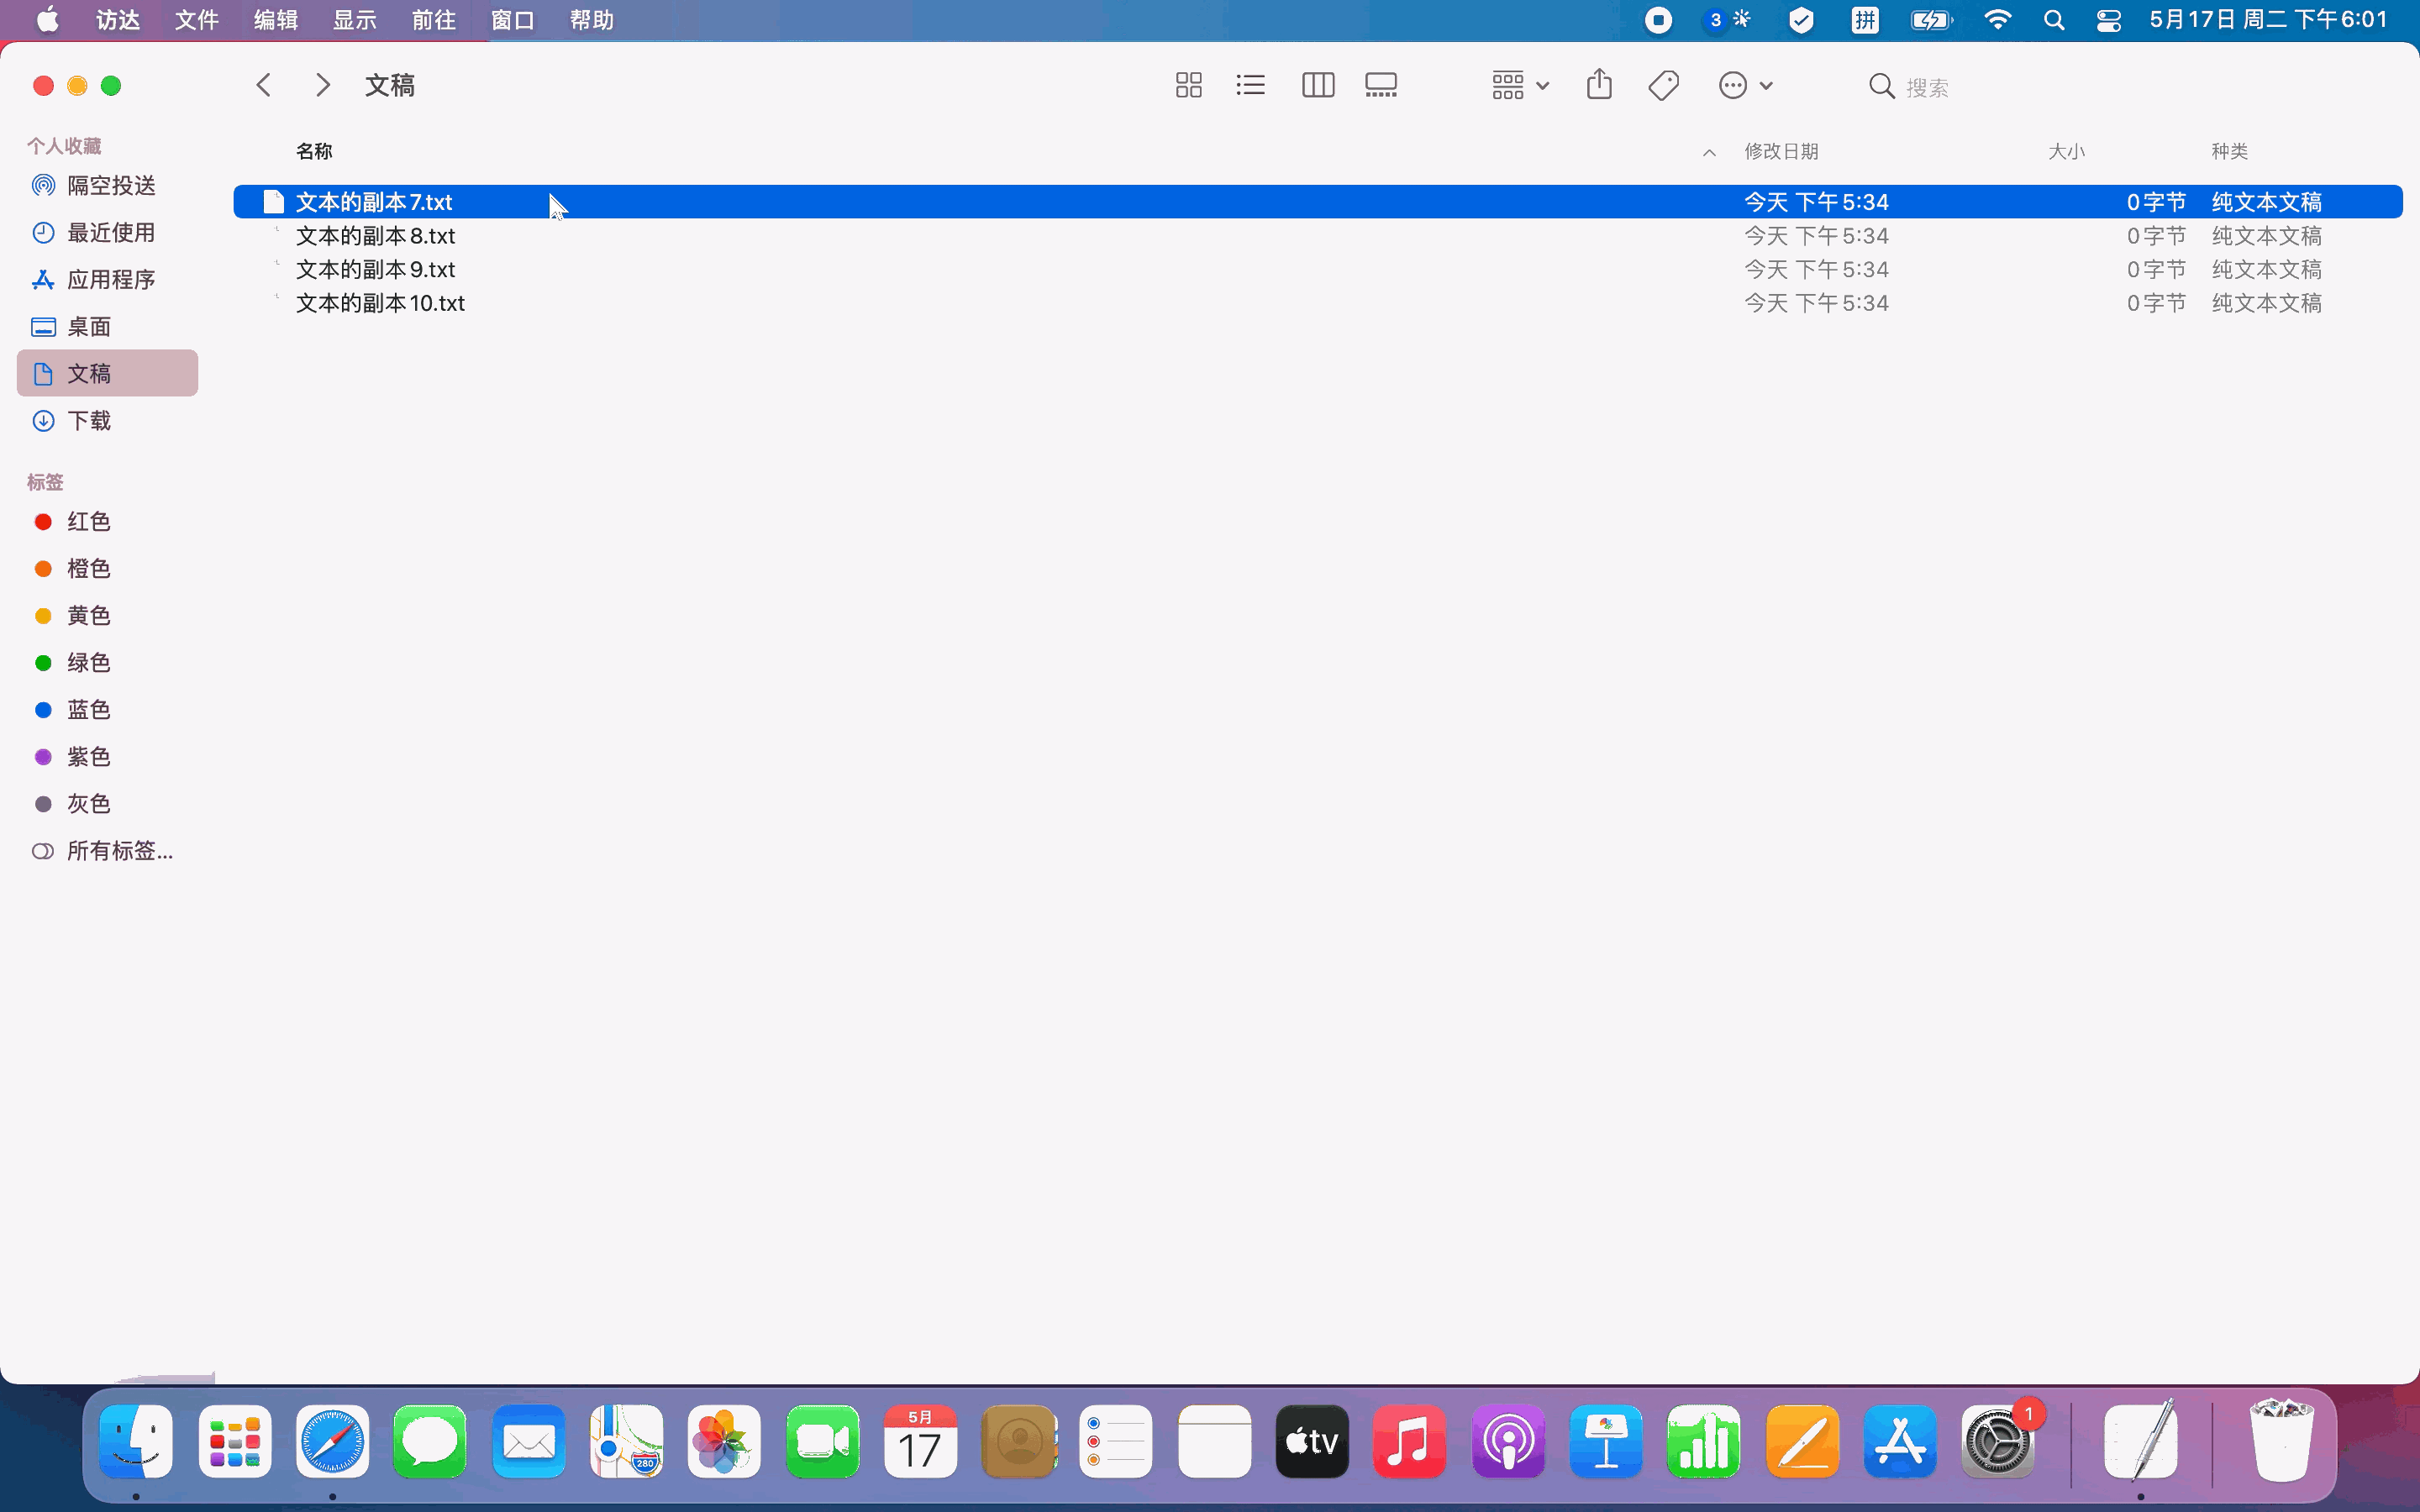 访达 文件 编辑 显示 前往 窗口 帮助 3 拼 5月17日 周二 下午6:01
文稿 搜索
个人收藏
隔空投送
最近使用
应用程序
桌面
文稿
下载
标签
红色
橙色
黄色
绿色
蓝色
紫色
灰色
所有标签...
名称 修改日期 大小 种类
文本的副本7.txt 今天 下午5:34 0字节 纯文本文稿
文本的副本8.txt 今天 下午5:34 0字节 纯文本文稿
文本的副本9.txt 今天 下午5:34 0字节 纯文本文稿
文本的副本10.txt 今天 下午5:34 0字节 纯文本文稿
280
5月
17
tv
1